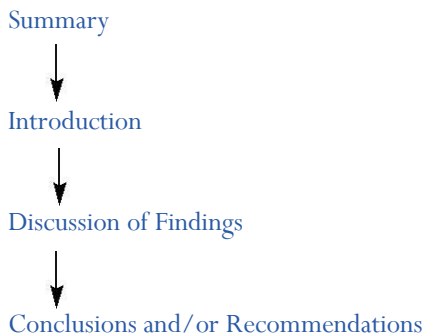 Summary
Introduction
Discussion of Findings
Conclusions and/or Recommendations